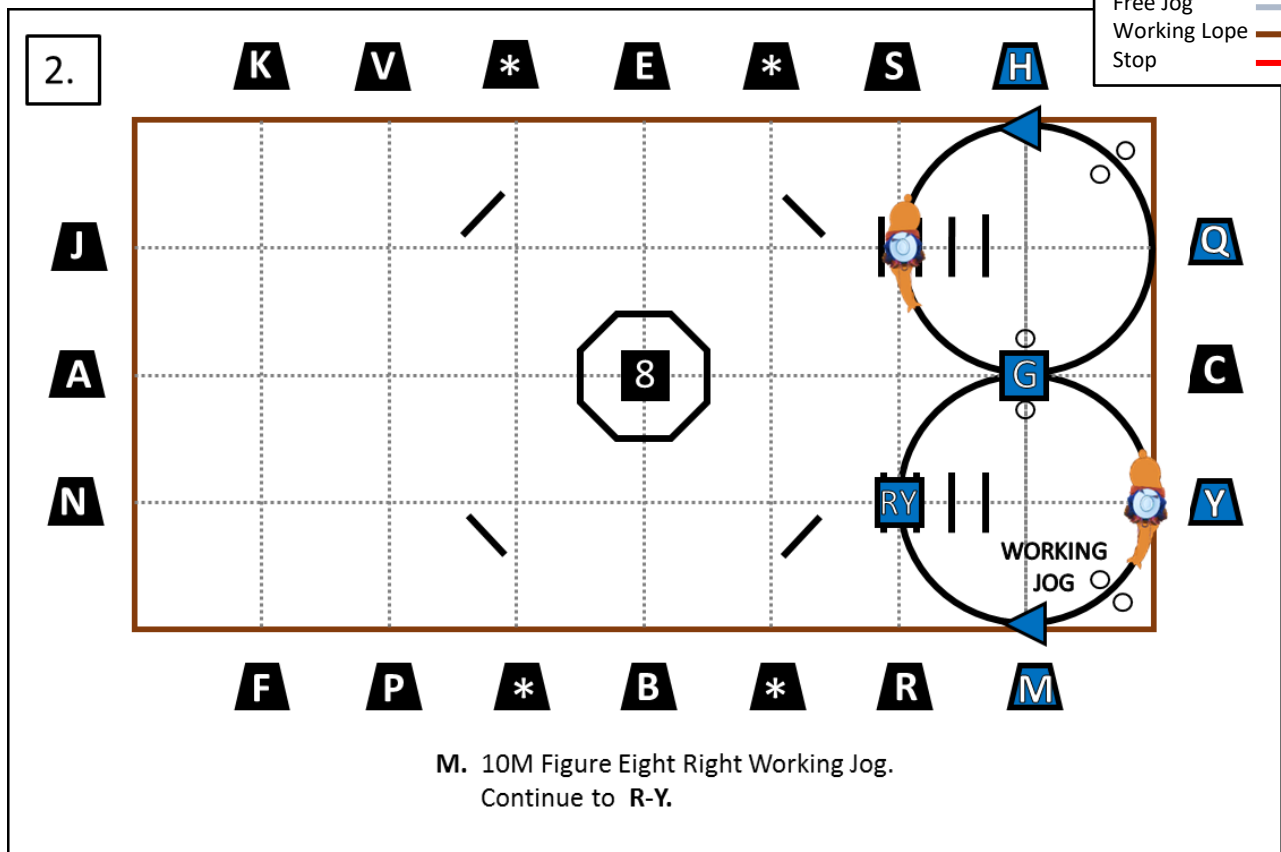 Free Jog
Working Lope
Stop
2.
K V * E * S H
J Q
A 8 G C
N RY Y
WORKING
JOG
F P * B * R M
M. 10M Figure Eight Right Working Jog.
Continue to R-Y.